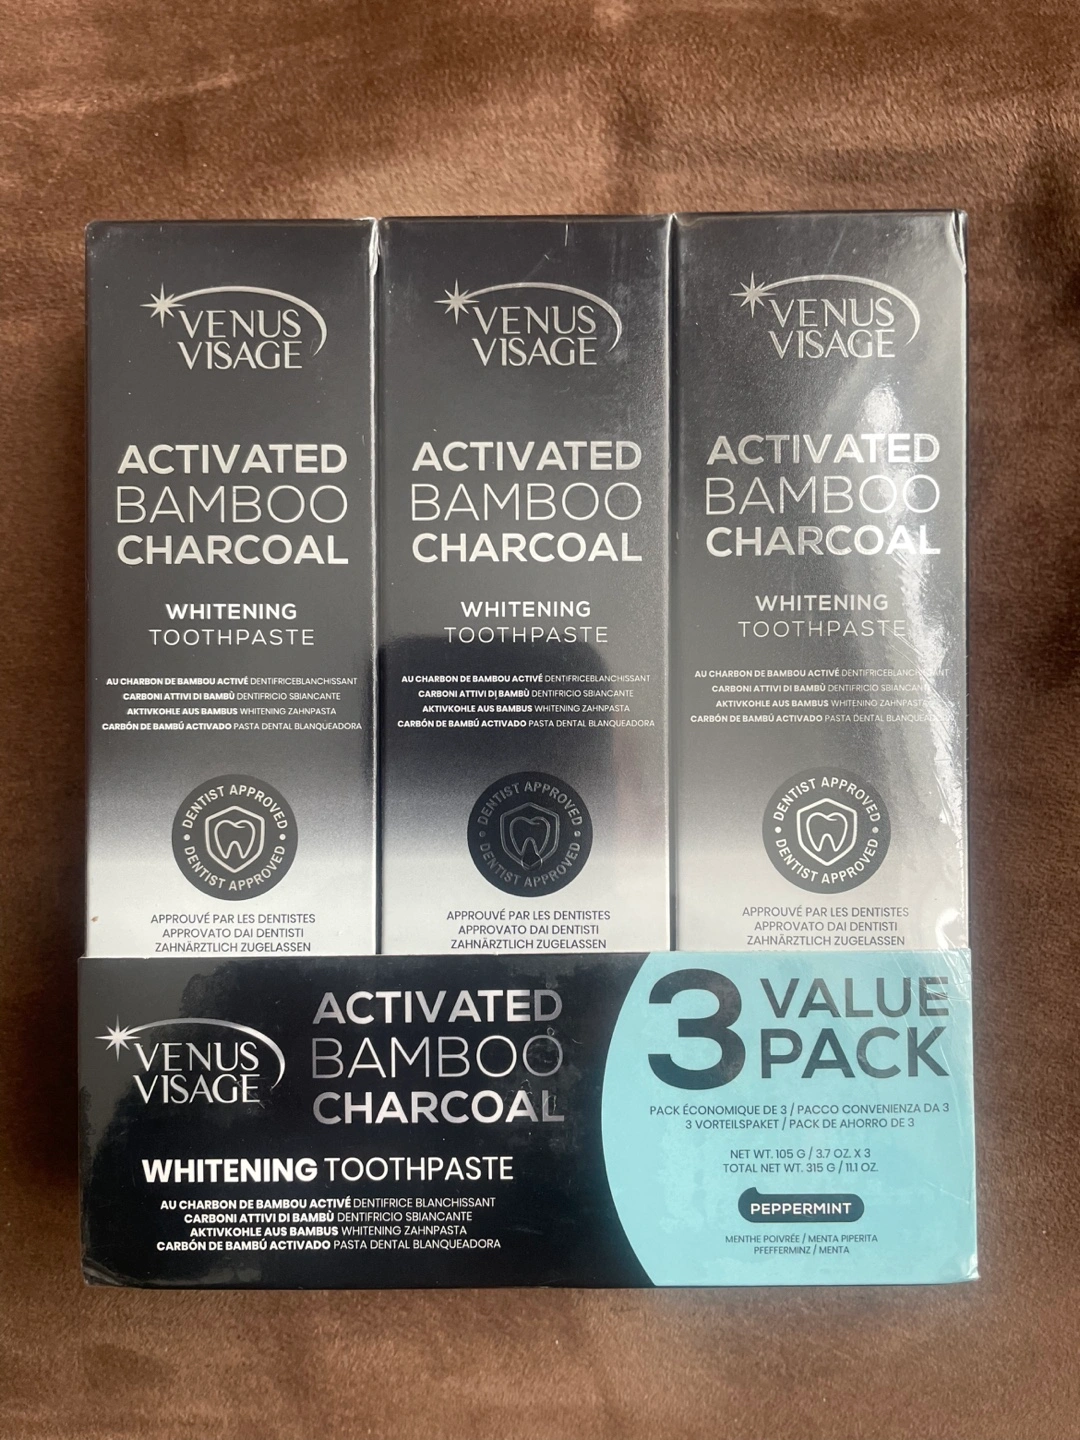 VENUS
VISAGE
ACTIVATED
BAMBOO
CHARCOAL
WHITENING
TOOTHPASTE
AU CHARBON DE BAMBOU ACTIVÉ DENTIFRICEBLANCHISSANT
CARBONI ATTIVI DI BAMBÙ DENTIFRICIO SBIANCANTE
AKTIVKOHLE AUS BAMBUS WHITENING ZAHNPASTA
CARBÓN DE BAMBÚ ACTIVADO PASTA DENTAL BLANQUEADORA
DENTIST APPROVED
DENTIST APPROVED
APPROUVÉ PAR LES DENTISTES
APPROVATO DAI DENTISTI
ZAHNÄRZTLICH ZUGELASSEN
VENUS
VISAGE
ACTIVATED
BAMBOO
CHARCOAL
WHITENING
TOOTHPASTE
AU CHARBON DE BAMBOU ACTIVÉ DENTIFRICEBLANCHISSANT
CARBONI ATTIVI DI BAMBÙ DENTIFRICIO SBIANCANTE
AKTIVKOHLE AUS BAMBUS WHITENING ZAHNPASTA
CARBÓN DE BAMBÚ ACTIVADO PASTA DENTAL BLANQUEADORA
DENTIST APPROVED
DENTIST APPROVED
APPROUVÉ PAR LES DENTISTES
APPROVATO DAI DENTISTI
ZAHNÄRZTLICH ZUGELASSEN
VENUS
VISAGE
ACTIVATED
BAMBOO
CHARCOAL
WHITENING
TOOTHPASTE
AU CHARBON DE BAMBOU ACTIVÉ
CARBONI ATTIVI DI BAMBÙ DENTIFRICIO SBIANCANTE
AKTIVKOHLE AUS BAMBUS WHITENING ZAHNPASTA
CARBÓN DE BAMBÚ ACTIVADO PASTA DENTAL
DENTIST APPROVED
DENTIST APPROVED
APPROUVÉ PAR LES DENTISTES
APPROVATO DAI DENTISTI
ZAHNÄRZTLICH ZUGELASSEN
VENUS
VISAGE
ACTIVATED
BAMBOO
CHARCOAL
WHITENING TOOTHPASTE
AU CHARBON DE BAMBOU ACTIVÉ DENTIFRICE BLANCHISSANT
CARBONI ATTIVI DI BAMBÙ DENTIFRICIO SBIANCANTE
AKTIVKOHLE AUS BAMBUS WHITENING ZAHNPASTA
CARBÓN DE BAMBÚ ACTIVADO PASTA DENTAL BLANQUEADORA
3 VALUE
PACK
PACK ÉCONOMIQUE DE 3 / PACCO CONVENIENZA DA 3
3 VORTEILSPAKET / PACK DE AHORRO DE 3
NET WT. 105 G / 3.7 OZ. X 3
TOTAL NET WT. 315 G / 11.1 OZ.
PEPPERMINT
MENTHE POIVRÉE / MENTA PIPERITA
PFEFFERMINZ / MENTA